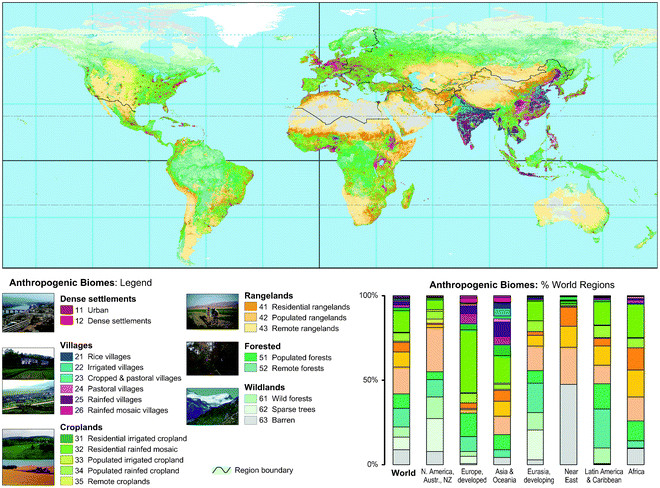 Anthropogenic Biomes: Legend
Dense settlements
11 Urban
12 Dense settlements
Villages
21 Rice villages
22 Irrigated villages
23 Cropped & pastoral villages
24 Pastoral villages
25 Rainfed villages
26 Rainfed mosaic villages
Croplands
31 Residential irrigated cropland
32 Residential rainfed mosaic
33 Populated irrigated cropland
34 Populated rainfed cropland
35 Remote croplands
Rangelands
41 Residential rangelands
42 Populated rangelands
43 Remote rangelands
Forested
51 Populated forests
52 Remote forests
Wildlands
61 Wild forests
62 Sparse trees
63 Barren
Region boundary
Anthropogenic Biomes: % World Regions
100%
50%
0%
World
N. America,
Austr., NZ
Europe,
developed
Asia &
Oceania
Eurasia,
developing
Near
East
Latin America
& Caribbean
Africa